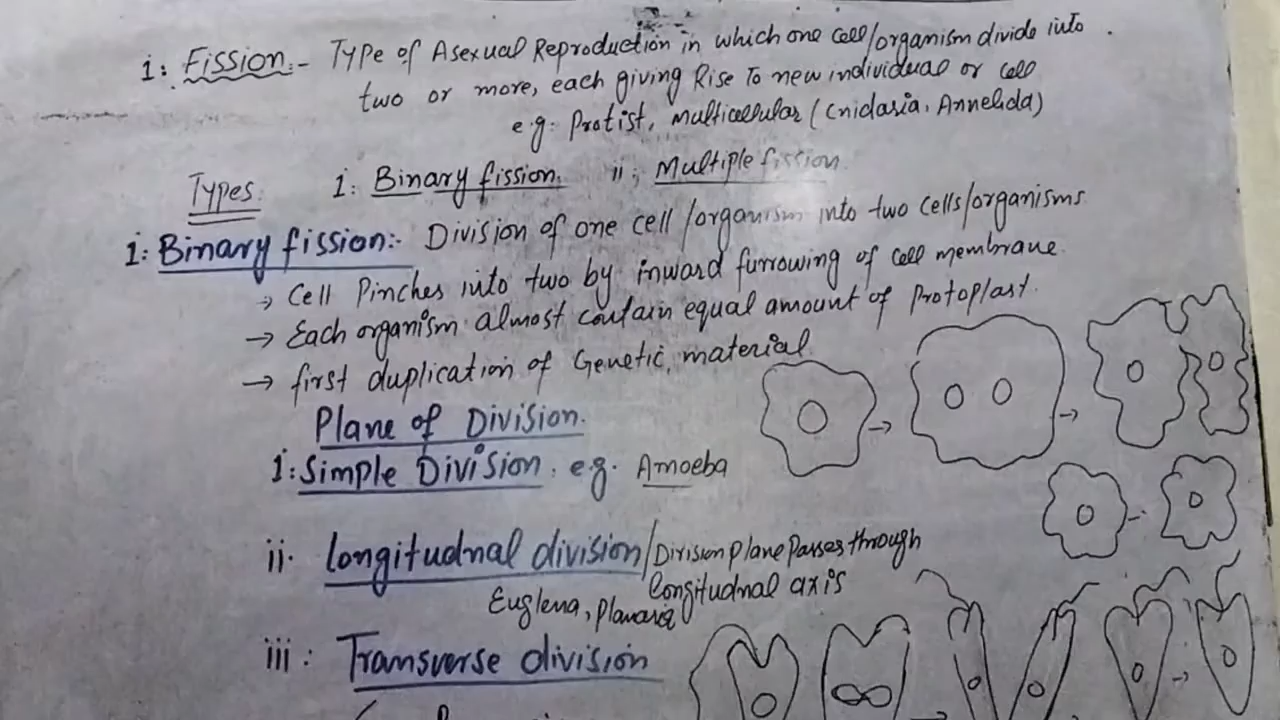 1: Fission:- Type of Asexual Reproduction in which one cell/organism divide into
two or more, each giving Rise to new individual or cell
e.g: Protist, Multicellular (Cnidaria, Annelida)
Types: 1: Binary fission. ii; Multiple fission.
1: Binary fission:- Division of one cell/organism into two cells/organisms
→ Cell Pinches into two by inward furrowing of cell membrane.
→ Each organism almost contain equal amount of Protoplast.
→ first duplication of Genetic material
Plane of Division.
1: Simple Division. e.g. Amoeba
ii. Longitudnal division/Division plane Passes through
longitudnal axis
Euglena, Planaria
iii: Transverse division